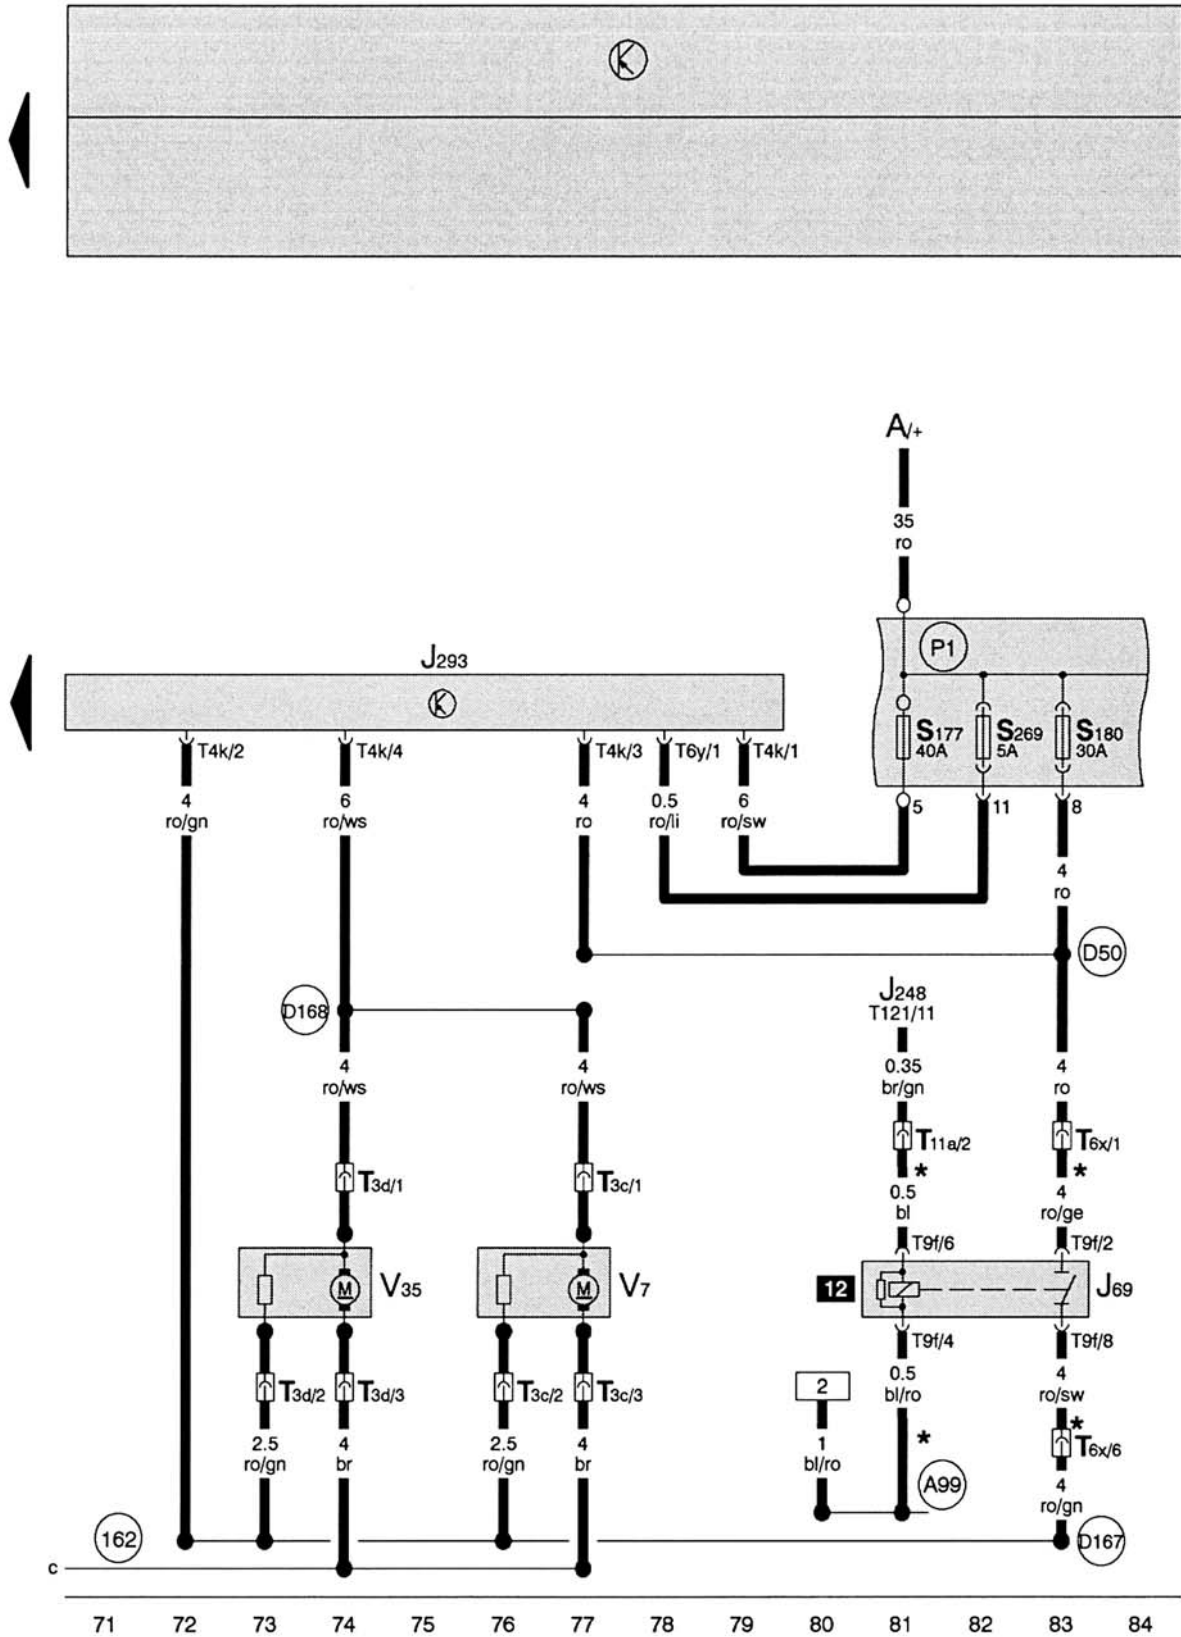 A/+
35
ro
P1
J293
S177
40A
S269
5A
S180
30A
T4k/2
T4k/4
T4k/3
T6y/1
T4k/1
5
11
8
4
ro/gn
6
ro/ws
4
ro
0.5
ro/li
6
ro/sw
4
ro
D50
D168
J248
T121/11
4
ro/ws
4
ro/ws
0.35
br/gn
4
ro
T11a/2
*
T6x/1
*
T3d/1
T3c/1
0.5
bl
4
ro/ge
T9f/6
T9f/2
M
V35
M
V7
12
J69
T9f/4
T9f/8
T3d/2
T3d/3
T3c/2
T3c/3
2
0.5
bl/ro
4
ro/sw
*
*
T6x/6
2.5
ro/gn
4
br
2.5
ro/gn
4
br
1
bl/ro
A99
4
ro/gn
162
D167
c
71 72 73 74 75 76 77 78 79 80 81 82 83 84